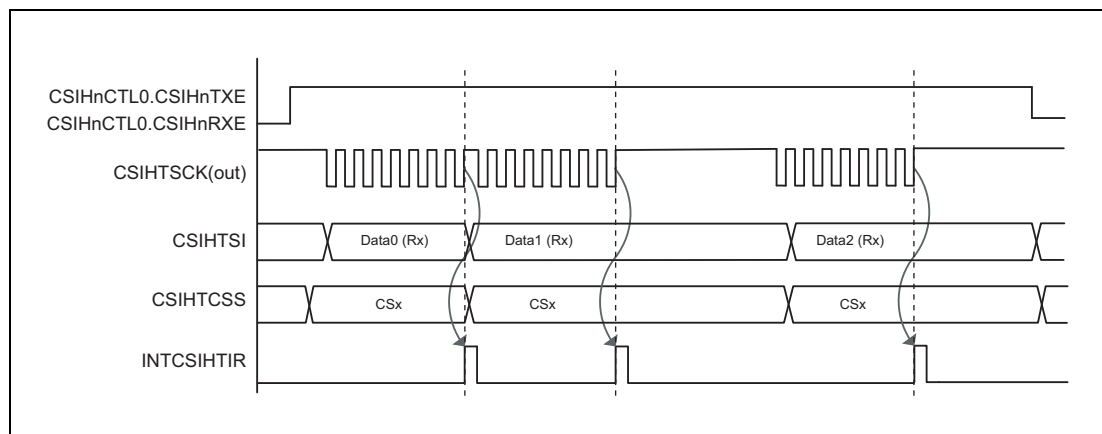 CSIHnCTL0.CSIHnTXE
CSIHnCTL0.CSIHnRXE
CSIHTSCK(out)
CSIHTSI
Data0 (Rx)
Data1 (Rx)
Data2 (Rx)
CSIHTCSS
CSx
CSx
CSx
INTCSIHTIR